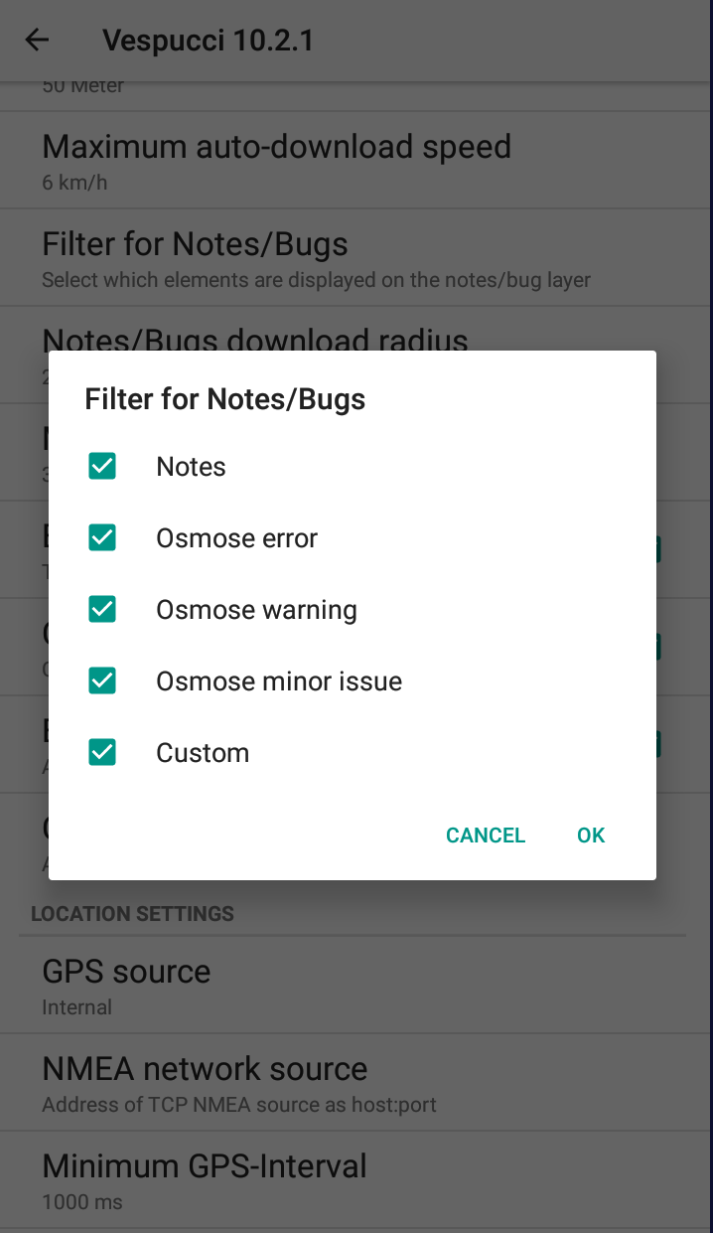 Vespucci 10.2.1
50 Meter
Maximum auto-download speed
6 km/h
Filter for Notes/Bugs
Select which elements are displayed on the notes/bug layer
Notes/Bugs download radius
Filter for Notes/Bugs
Notes
Osmose error
Osmose warning
Osmose minor issue
Custom
CANCEL
OK
LOCATION SETTINGS
GPS source
Internal
NMEA network source
Address of TCP NMEA source as host:port
Minimum GPS-Interval
1000 ms